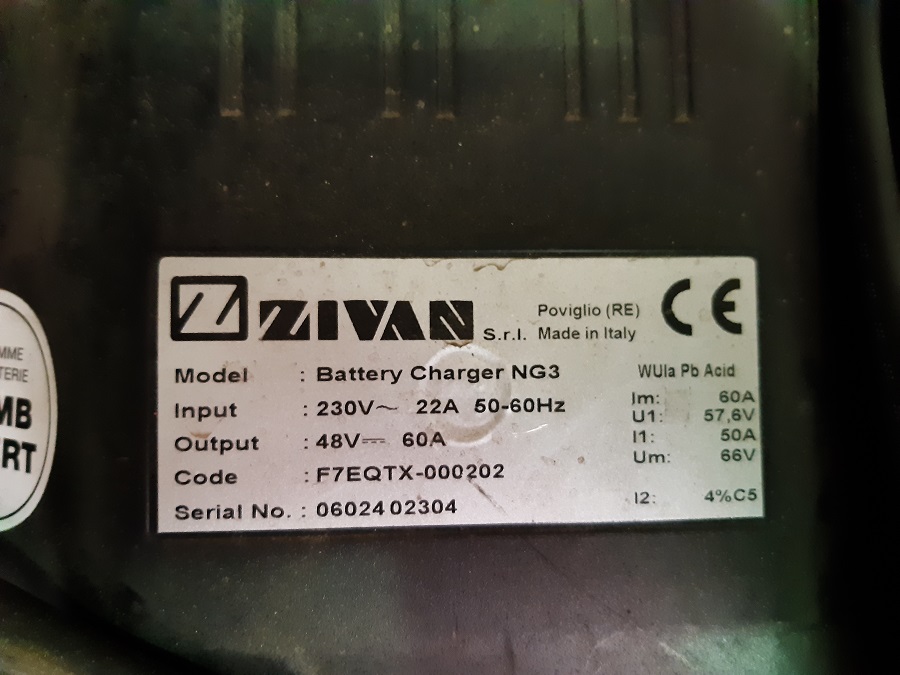 ZIVAN S.r.l.
Poviglio (RE)
Made in Italy
CE
Model : Battery Charger NG3
Input : 230V~ 22A 50-60Hz
Output : 48V⎓ 60A
Code : F7EQTX-000202
Serial No. : 0602402304
WUIa Pb Acid
Im: 60A
U1: 57,6V
I1: 50A
Um: 66V
I2: 4%C5
MME
TERIE
MB
RT